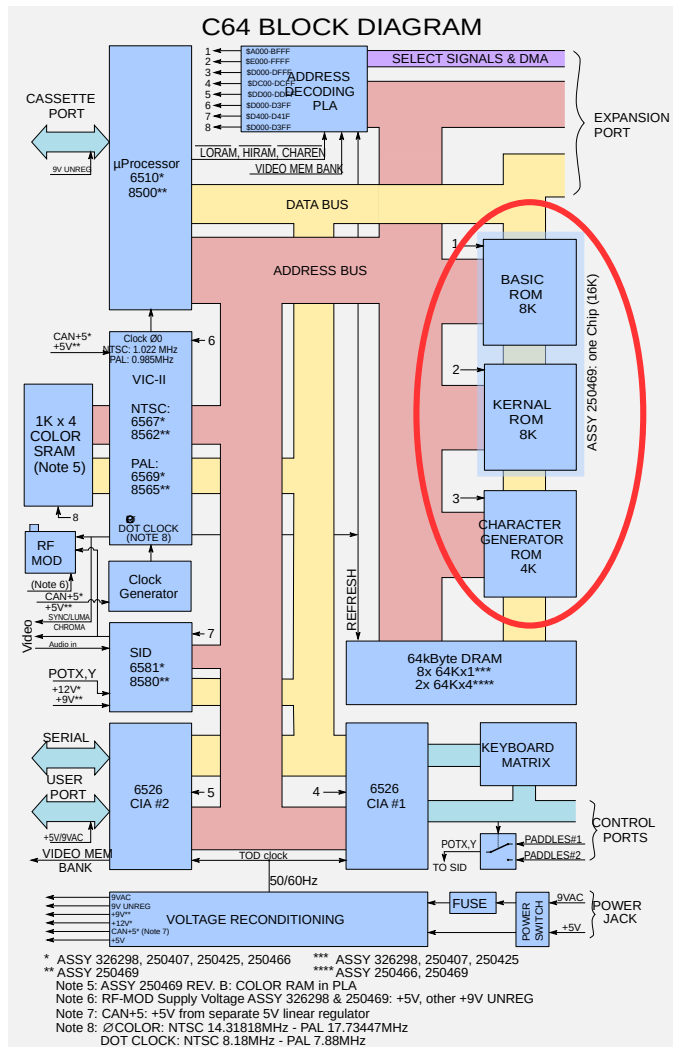 C64 BLOCK DIAGRAM
1
2
3
4
5
6
7
8
$A000-BFFF
$E000-FFFF
$D000-DFFF
$DC00-DCFF
$DD00-DDFF
$D000-D3FF
$D400-D41F
$D000-D3FF
ADDRESS
DECODING
PLA
SELECT SIGNALS & DMA
EXPANSION
PORT
CASSETTE
PORT
9V UNREG
µProcessor
6510*
8500**
LORAM, HIRAM, CHAREN
VIDEO MEM BANK
DATA BUS
ADDRESS BUS
1
BASIC
ROM
8K
2
KERNAL
ROM
8K
ASSY 250469: one Chip (16K)
3
CHARACTER
GENERATOR
ROM
4K
CAN+5*
+5V**
Clock Ø0
NTSC: 1.022 MHz
PAL: 0.985MHz
6
VIC-II
NTSC:
6567*
8562**
PAL:
6569*
8565**
DOT CLOCK
(NOTE 8)
1K x 4
COLOR
SRAM
(Note 5)
8
RF
MOD
(Note 6)
CAN+5*
+5V**
Clock
Generator
REFRESH
Video
SYNC/LUMA
CHROMA
Audio in
7
SID
6581*
8580**
POTX,Y
+12V*
+9V**
64kByte DRAM
8x 64Kx1***
2x 64Kx4****
SERIAL
USER
PORT
+5V/9VAC
VIDEO MEM
BANK
6526
CIA #2
5
4
6526
CIA #1
KEYBOARD
MATRIX
CONTROL
PORTS
POTX,Y
TO SID
PADDLES#1
PADDLES#2
TOD clock
50/60Hz
9VAC
9V UNREG
+9V**
+12V*
CAN+5* (Note 7)
+5V
VOLTAGE RECONDITIONING
FUSE
POWER
SWITCH
9VAC
+5V
POWER
JACK
* ASSY 326298, 250407, 250425, 250466
*** ASSY 326298, 250407, 250425
** ASSY 250469
**** ASSY 250466, 250469
Note 5: ASSY 250469 REV. B: COLOR RAM in PLA
Note 6: RF-MOD Supply Voltage ASSY 326298 & 250469: +5V, other +9V UNREG
Note 7: CAN+5: +5V from separate 5V linear regulator
Note 8: ØCOLOR: NTSC 14.31818MHz - PAL 17.73447MHz
DOT CLOCK: NTSC 8.18MHz - PAL 7.88MHz